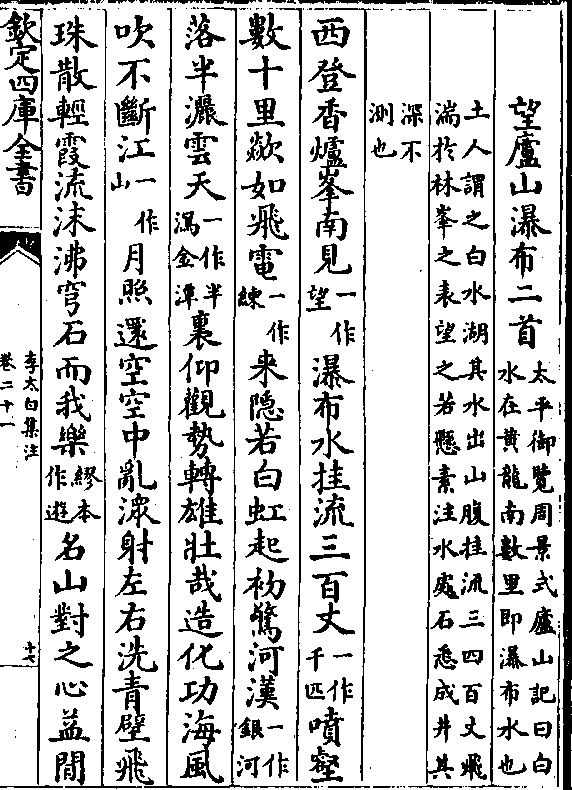 望廬山瀑布二首太平御覽周景式廬山記曰白水在黄龍南數里即瀑布水也
土人謂之白水湖其水出山腹挂流三四百丈飛
湍於林峯之表望之若懸素注水處石悉成井其
深不
測也
西登香爐峯南見一作望瀑布水挂流三百丈一作千匹噴壑
數十里歘如飛電一作練来隠若白虹起初驚河漢一作銀河
落半灑雲天一作半瀉金潭裏仰觀勢轉雄壮哉造化功海風
吹不斷江一作山月照還空空中亂潨射左右洗青壁飛
珠散輕霞流沫沸穹石而我樂繆本作遊名山對之心益閒
欽定四庫全書
李太白集注
卷二十一
十七